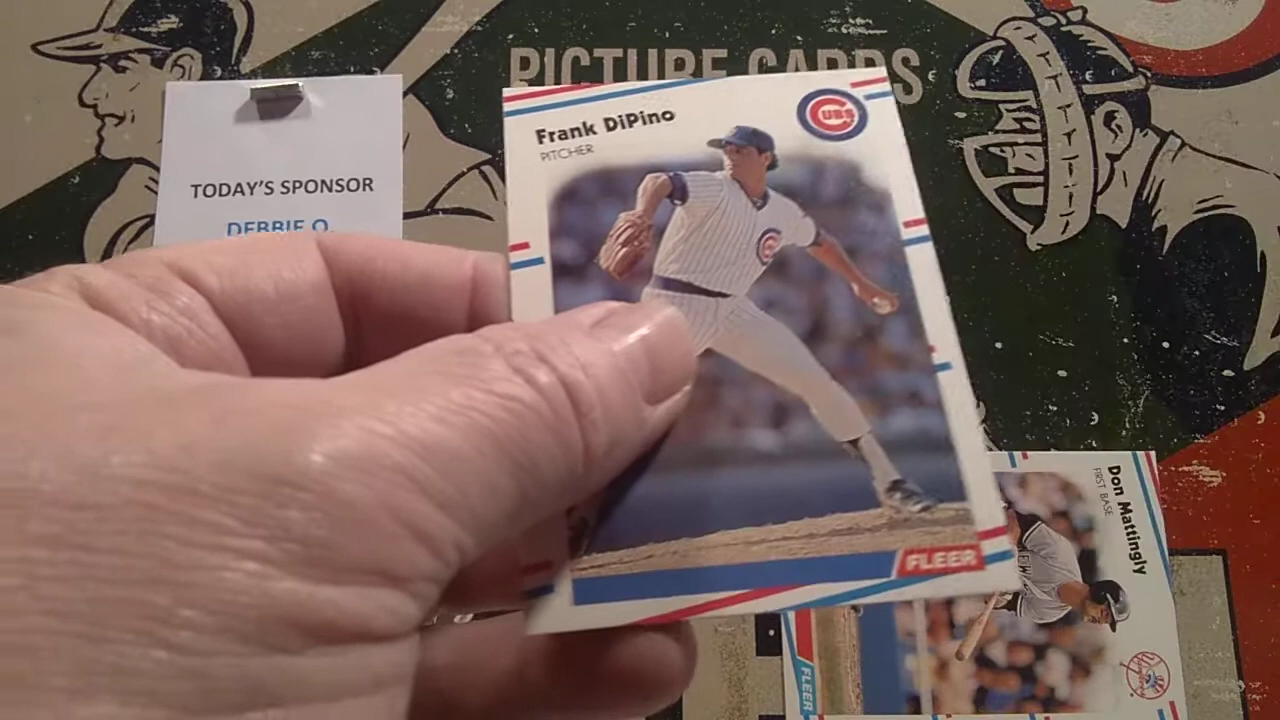 PICTURE CARDS
TODAY'S SPONSOR
DEBBIE O.
Frank DiPino
PITCHER
CUBS
FLEER
Don Mattingly
FIRST BASE
FLEER